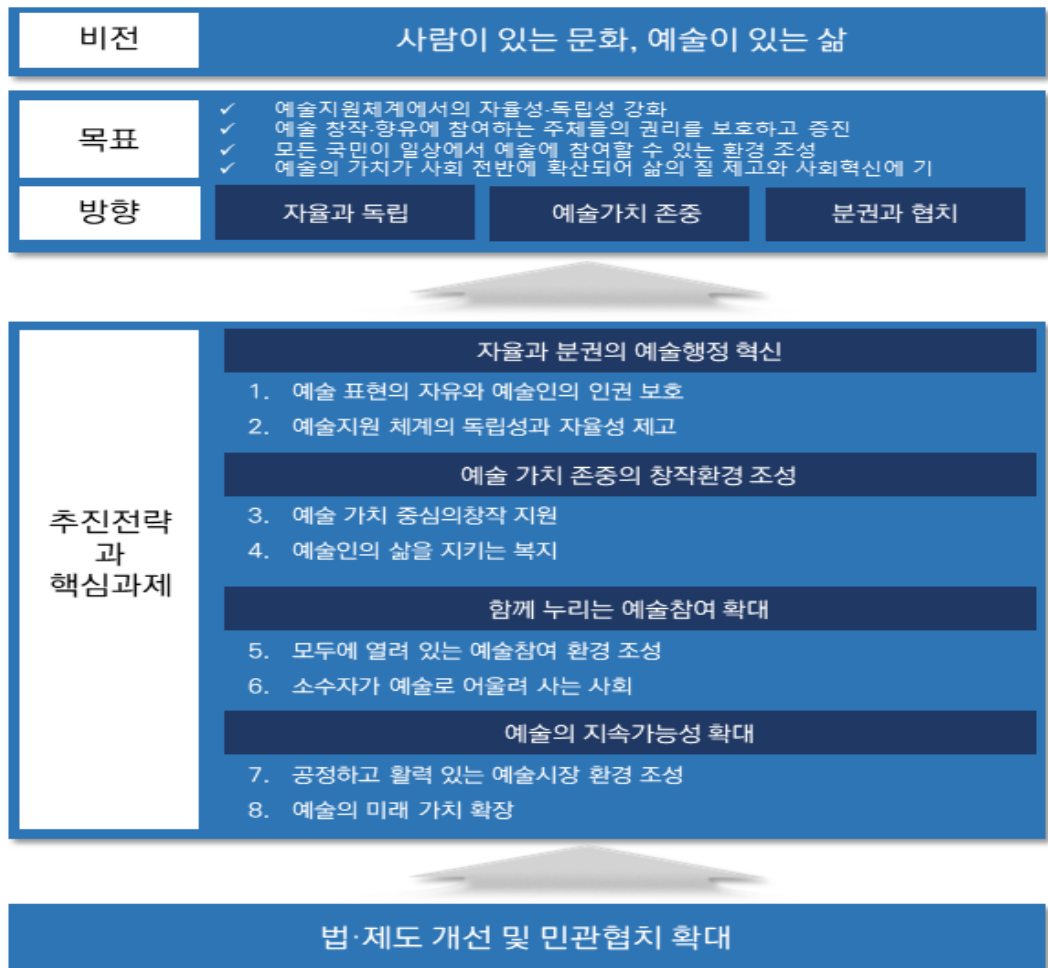 비전
사람이 있는 문화, 예술이 있는 삶
목표
✓ 예술지원체계에서의 자율성·독립성 강화
✓ 예술 창작·향유에 참여하는 주체들의 권리를 보호하고 증진
✓ 모든 국민이 일상에서 예술에 참여할 수 있는 환경 조성
✓ 예술의 가치가 사회 전반에 확산되어 삶의 질 제고와 사회혁신에 기
방향
자율과 독립
예술가치 존중
분권과 협치
추진전략
과
핵심과제
자율과 분권의 예술행정 혁신
1. 예술 표현의 자유와 예술인의 인권 보호
2. 예술지원 체계의 독립성과 자율성 제고
예술 가치 존중의 창작환경 조성
3. 예술 가치 중심의창작 지원
4. 예술인의 삶을 지키는 복지
함께 누리는 예술참여 확대
5. 모두에 열려 있는 예술참여 환경 조성
6. 소수자가 예술로 어울려 사는 사회
예술의 지속가능성 확대
7. 공정하고 활력 있는 예술시장 환경 조성
8. 예술의 미래 가치 확장
법·제도 개선 및 민관협치 확대